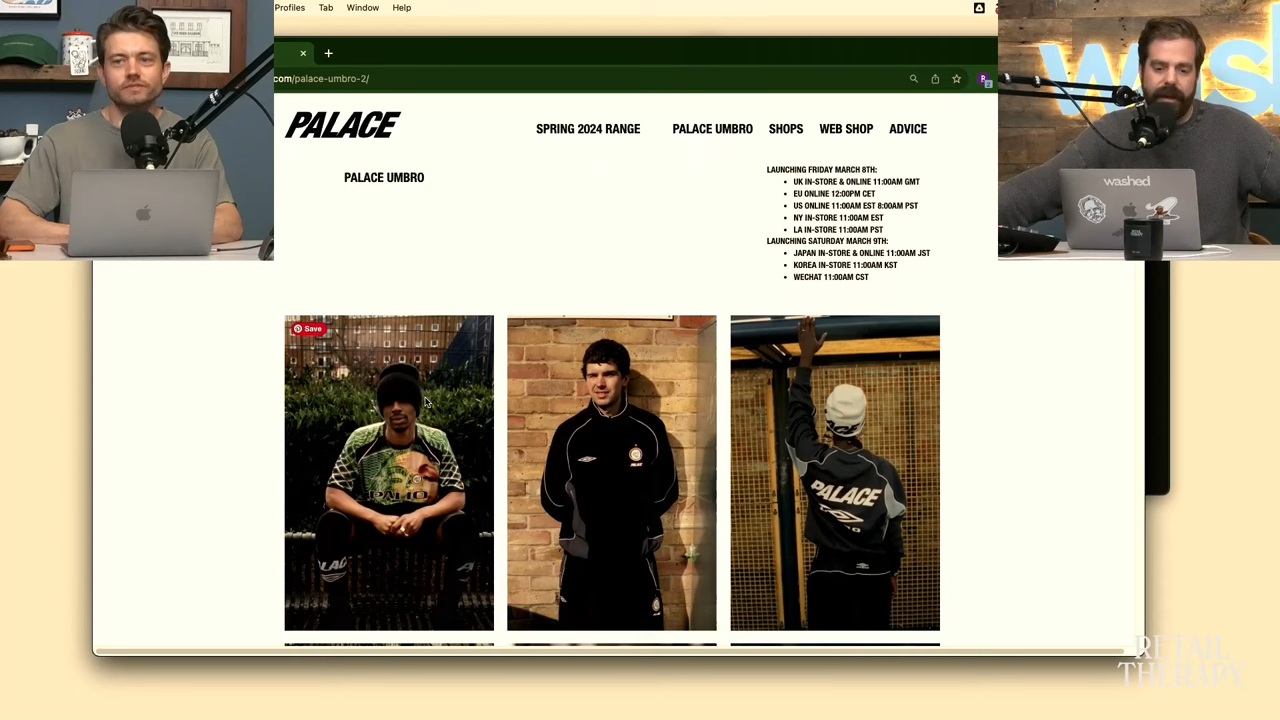 Profiles Tab Window Help
com/palace-umbro-2/
PALACE
SPRING 2024 RANGE PALACE UMBRO SHOPS WEB SHOP ADVICE
PALACE UMBRO
LAUNCHING FRIDAY MARCH 8TH:
UK IN-STORE & ONLINE 11:00AM GMT
EU ONLINE 12:00PM CET
US ONLINE 11:00AM EST 8:00AM PST
NY IN-STORE 11:00AM EST
LA IN-STORE 11:00AM PST
LAUNCHING SATURDAY MARCH 9TH:
JAPAN IN-STORE & ONLINE 11:00AM JST
KOREA IN-STORE 11:00AM KST
WECHAT 11:00AM CST
Save
PALACE
washed
RETAIL
THERAPY